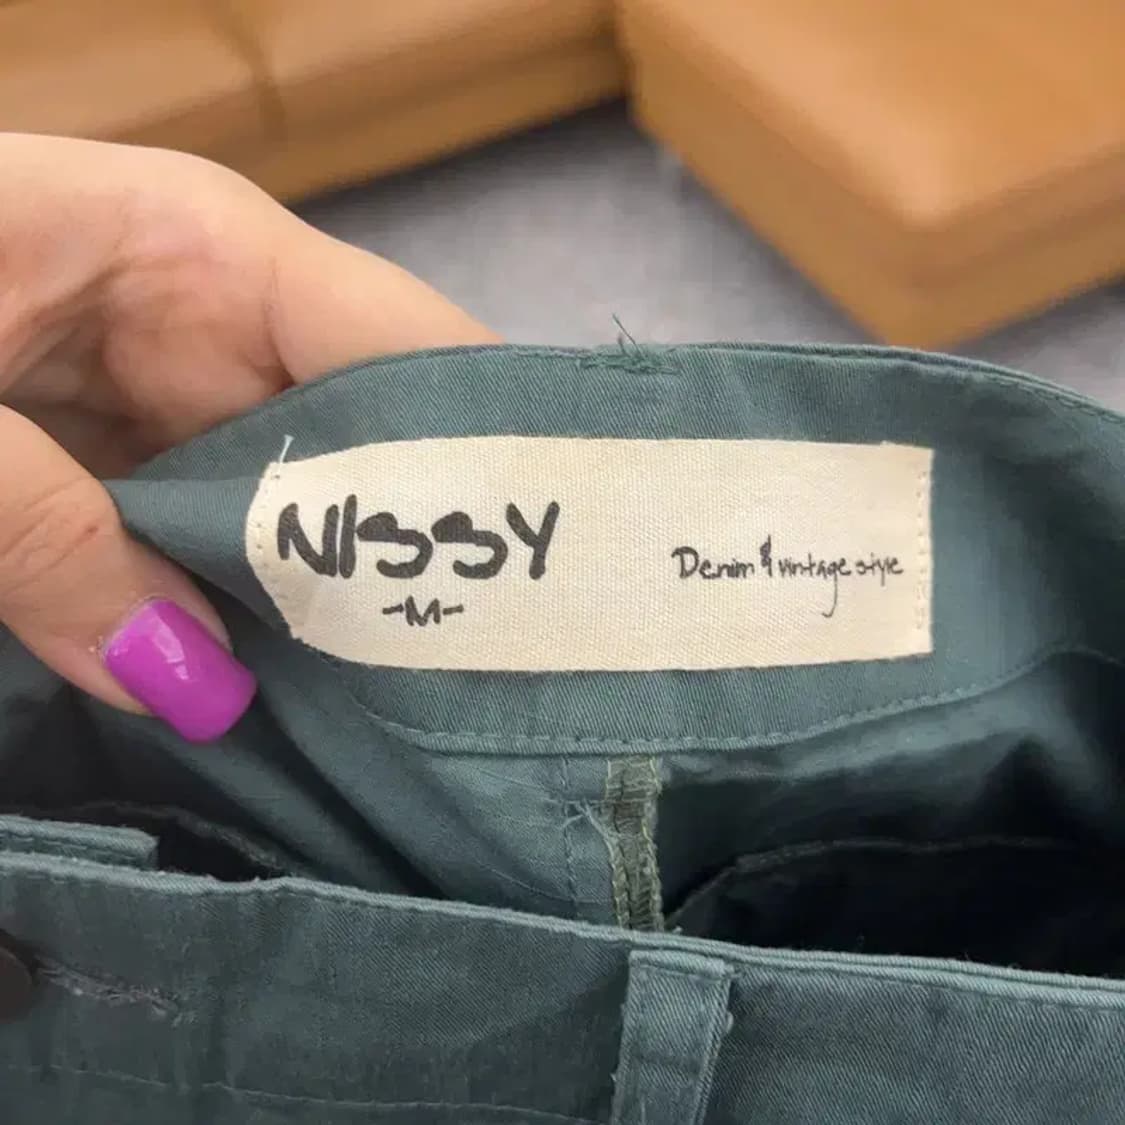 NISSY
-M-
Denim & vintage style